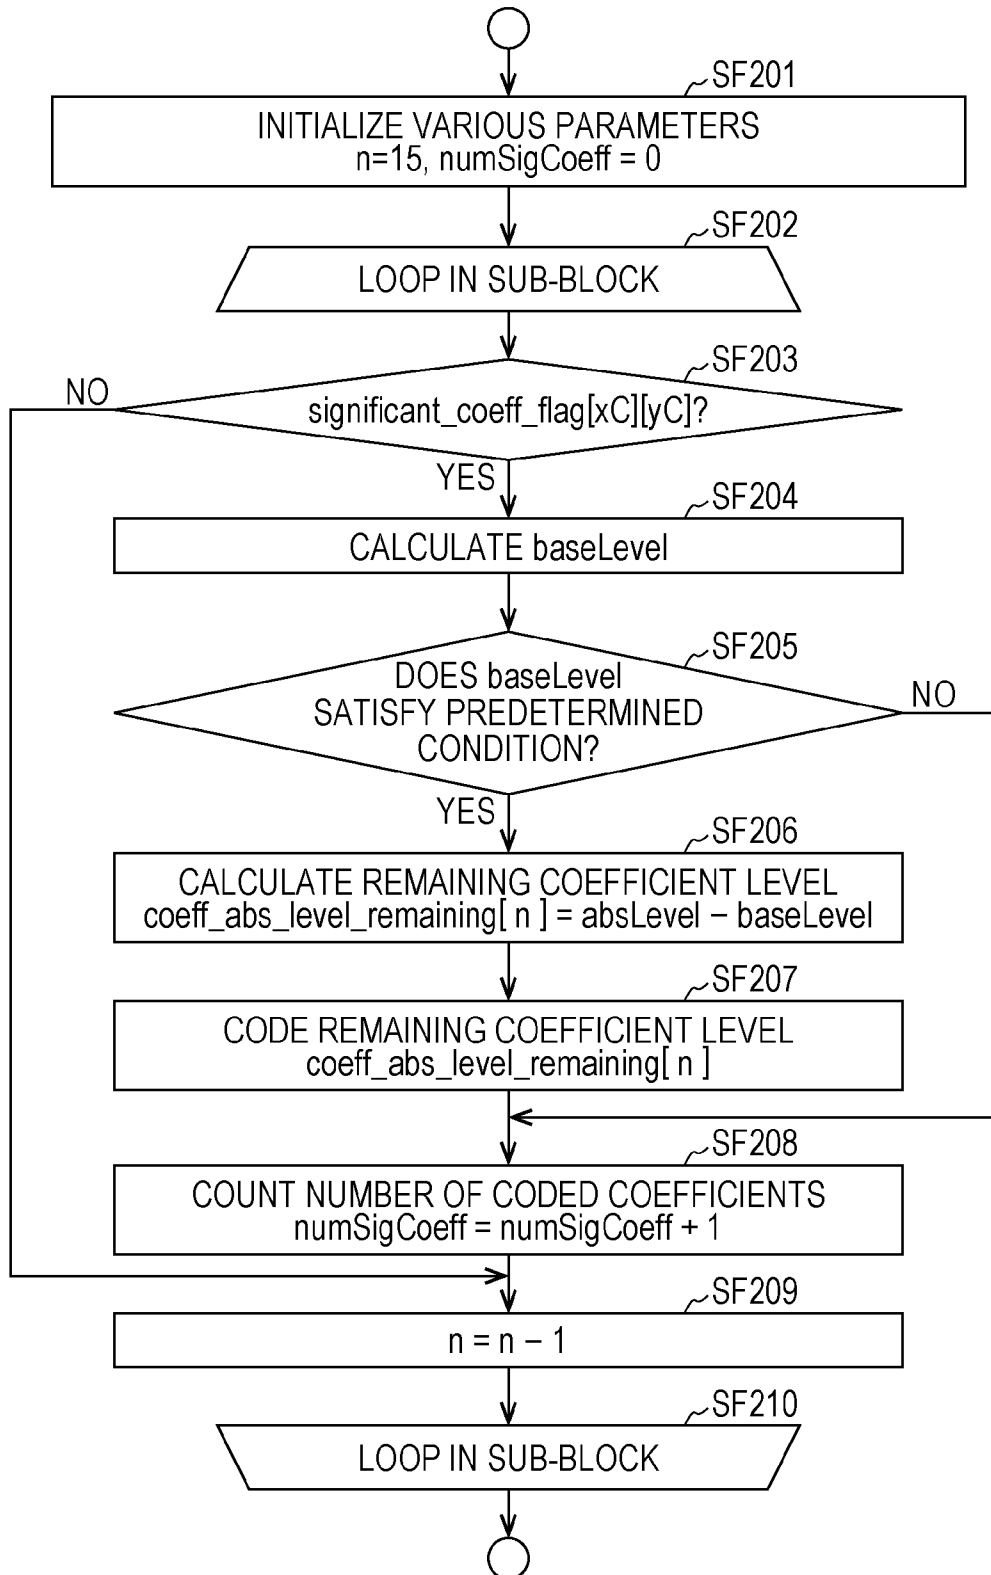 SF201
INITIALIZE VARIOUS PARAMETERS
n=15, numSigCoeff = 0
SF202
LOOP IN SUB-BLOCK
SF203
NO
significant_coeff_flag[xC][yC]?
YES
SF204
CALCULATE baseLevel
SF205
DOES baseLevel
SATISFY PREDETERMINED
CONDITION?
NO
YES
SF206
CALCULATE REMAINING COEFFICIENT LEVEL
coeff_abs_level_remaining[ n ] = absLevel – baseLevel
SF207
CODE REMAINING COEFFICIENT LEVEL
coeff_abs_level_remaining[ n ]
SF208
COUNT NUMBER OF CODED COEFFICIENTS
numSigCoeff = numSigCoeff + 1
SF209
n = n – 1
SF210
LOOP IN SUB-BLOCK